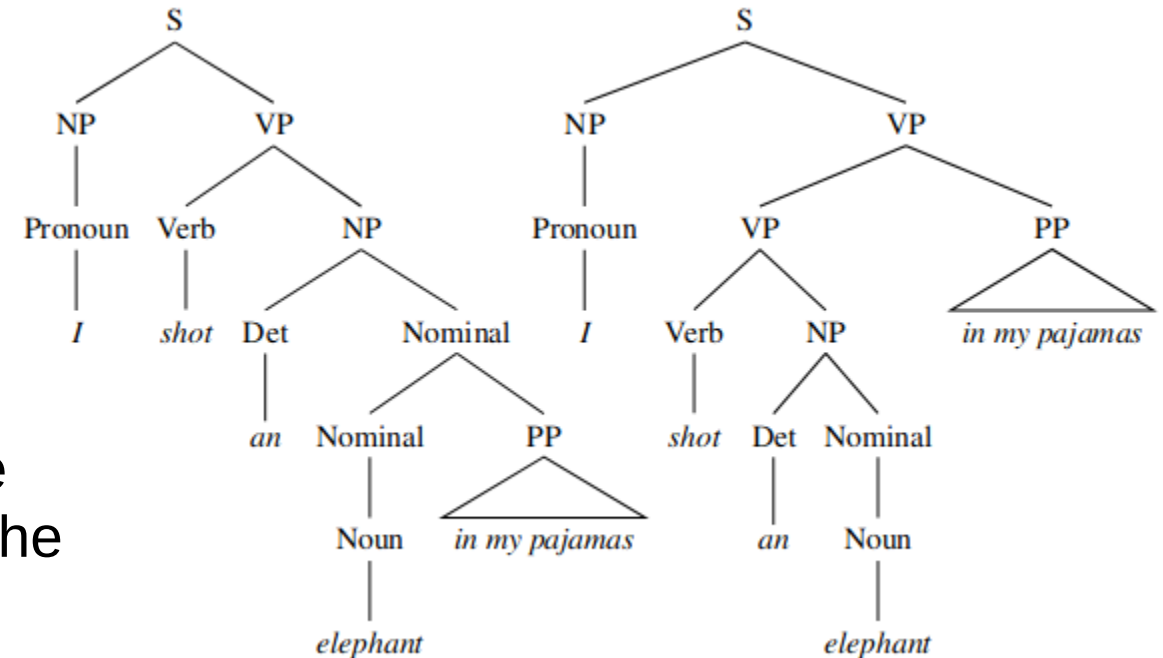 S S
NP VP NP VP
Pronoun Verb NP Pronoun VP PP
I shot Det Nominal I Verb NP in my pajamas
an Nominal PP shot Det Nominal
e
he
Noun in my pajamas an Noun
elephant elephant